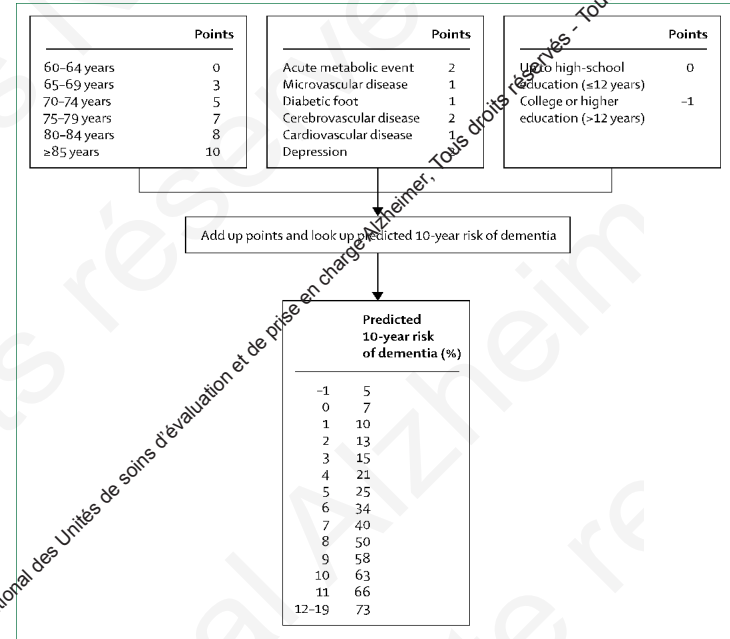 Points
60–64 years 0
65–69 years 3
70–74 years 5
75–79 years 7
80–84 years 8
≥85 years 10
Points
Acute metabolic event 2
Microvascular disease 1
Diabetic foot 1
Cerebrovascular disease 2
Cardiovascular disease 1
Depression
Points
Up to high-school 0
education (≤12 years)
College or higher –1
education (>12 years)
Add up points and look up predicted 10-year risk of dementia
Predicted
10-year risk
of dementia (%)
–1 5
0 7
1 10
2 13
3 15
4 21
5 25
6 34
7 40
8 50
9 58
10 63
11 66
12–19 73
des Unités de soins d'évaluation et de prise en charge Alzheimer, Tous droits réservés -